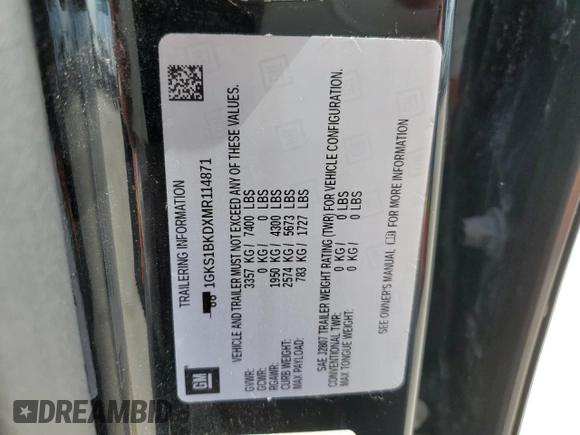 TRAILERING INFORMATION
1GKS1BKDXMR114871
VEHICLE AND TRAILER MUST NOT EXCEED ANY OF THESE VALUES.
GVWR: 3357 KG / 7400 LBS
GCWR: 0 KG / 0 LBS
RGAWR: 1950 KG / 4300 LBS
CURB WEIGHT: 2574 KG / 5673 LBS
MAX PAYLOAD: 783 KG / 1727 LBS
SAE J2807 TRAILER WEIGHT RATING (TWR) FOR VEHICLE CONFIGURATION.
CONVENTIONAL TWR: 0 KG / 0 LBS
MAX TONGUE WEIGHT: 0 KG / 0 LBS
SEE OWNER'S MANUAL FOR MORE INFORMATION
GM
DREAMBID.COM